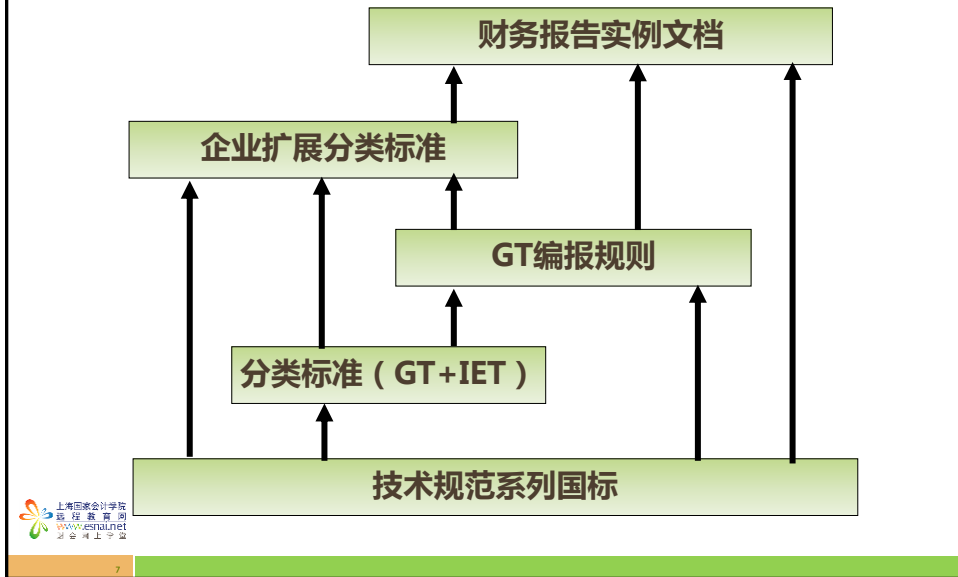 财务报告实例文档
企业扩展分类标准
GT编报规则
分类标准（GT+IET）
技术规范系列国标
上海国家会计学院
远程教育网
www.esnai.net
7